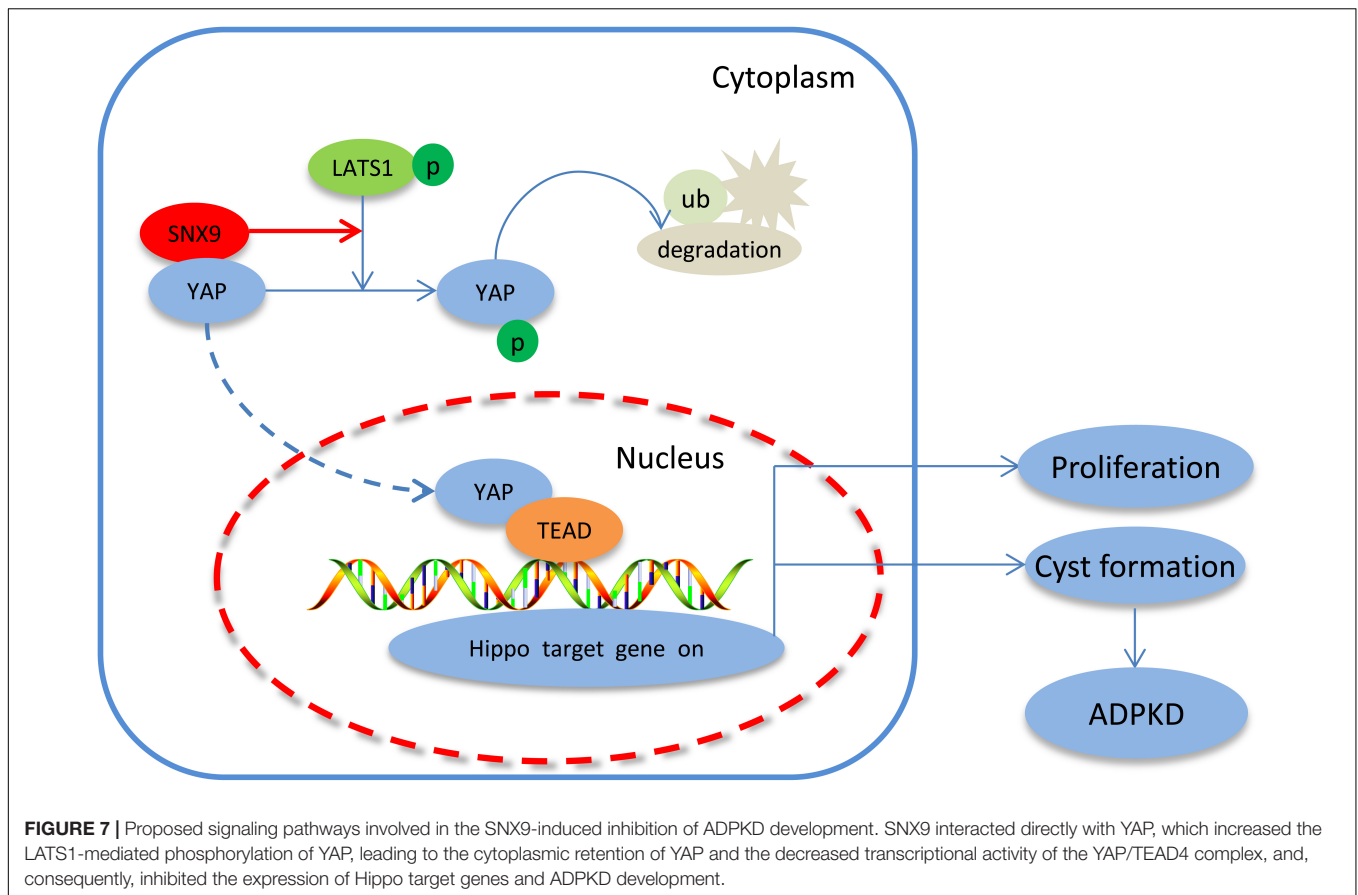 Cytoplasm
LATS1
p
ub
degradation
SNX9
YAP
YAP
p
Nucleus
YAP
TEAD
Hippo target gene on
Proliferation
Cyst formation
ADPKD
FIGURE 7 | Proposed signaling pathways involved in the SNX9-induced inhibition of ADPKD development. SNX9 interacted directly with YAP, which increased the
LATS1-mediated phosphorylation of YAP, leading to the cytoplasmic retention of YAP and the decreased transcriptional activity of the YAP/TEAD4 complex, and,
consequently, inhibited the expression of Hippo target genes and ADPKD development.